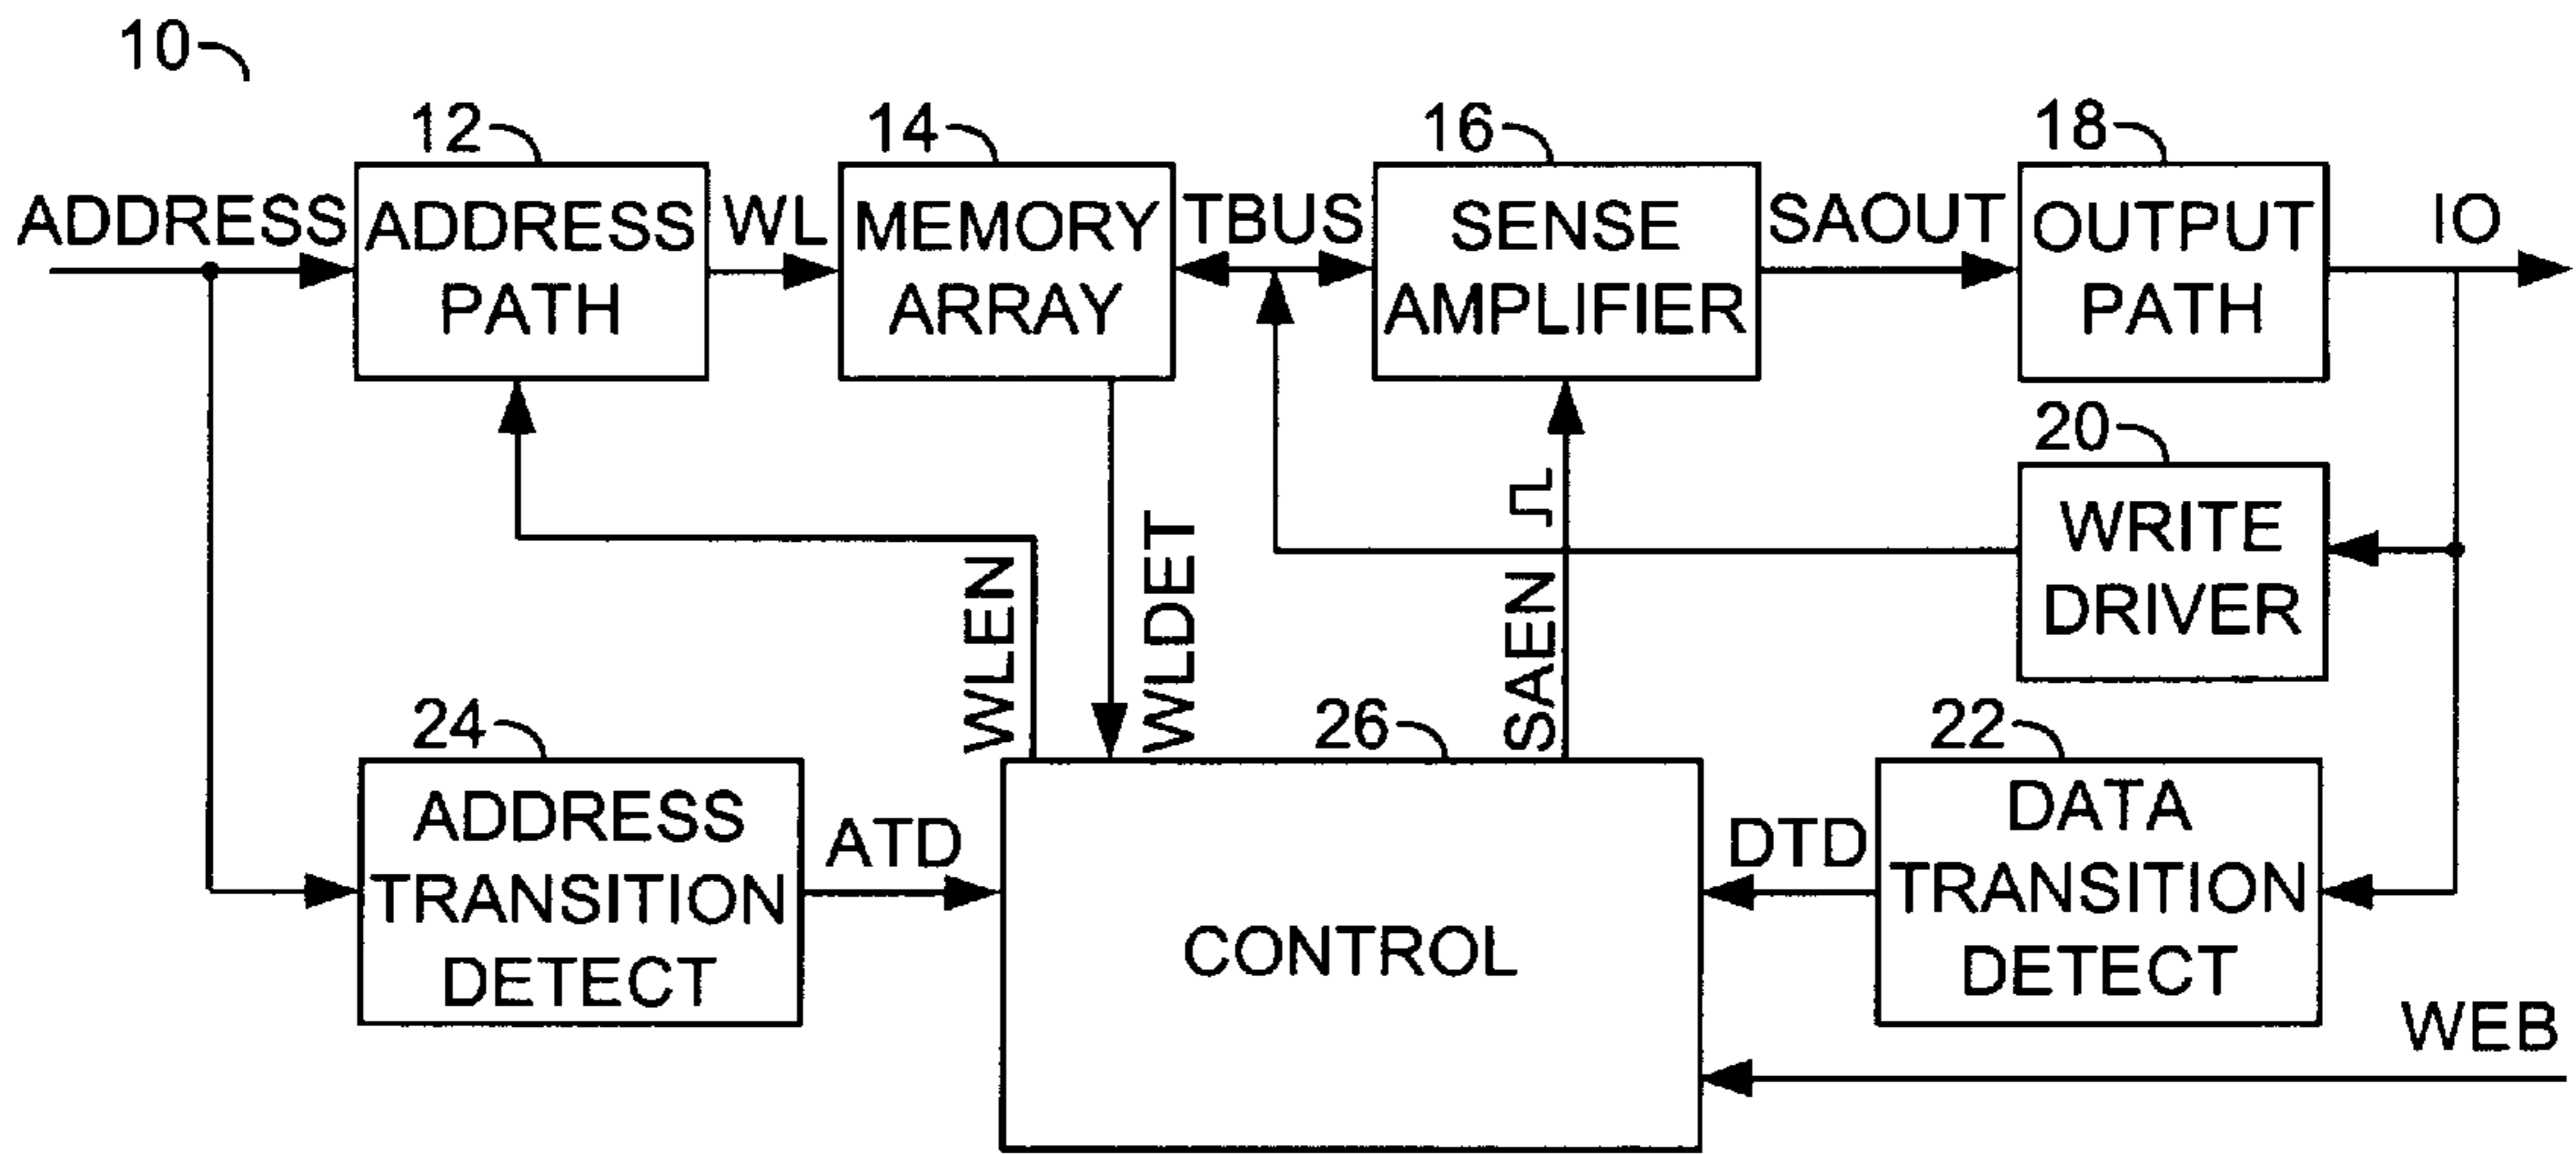 10
12
14
16
18
ADDRESS
ADDRESS
PATH
WL
MEMORY
ARRAY
TBUS
SENSE
AMPLIFIER
SAOUT
OUTPUT
PATH
IO
20
WRITE
DRIVER
WLEN
WLDET
SAEN
24
ADDRESS
TRANSITION
DETECT
ATD
26
CONTROL
DTD
22
DATA
TRANSITION
DETECT
WEB